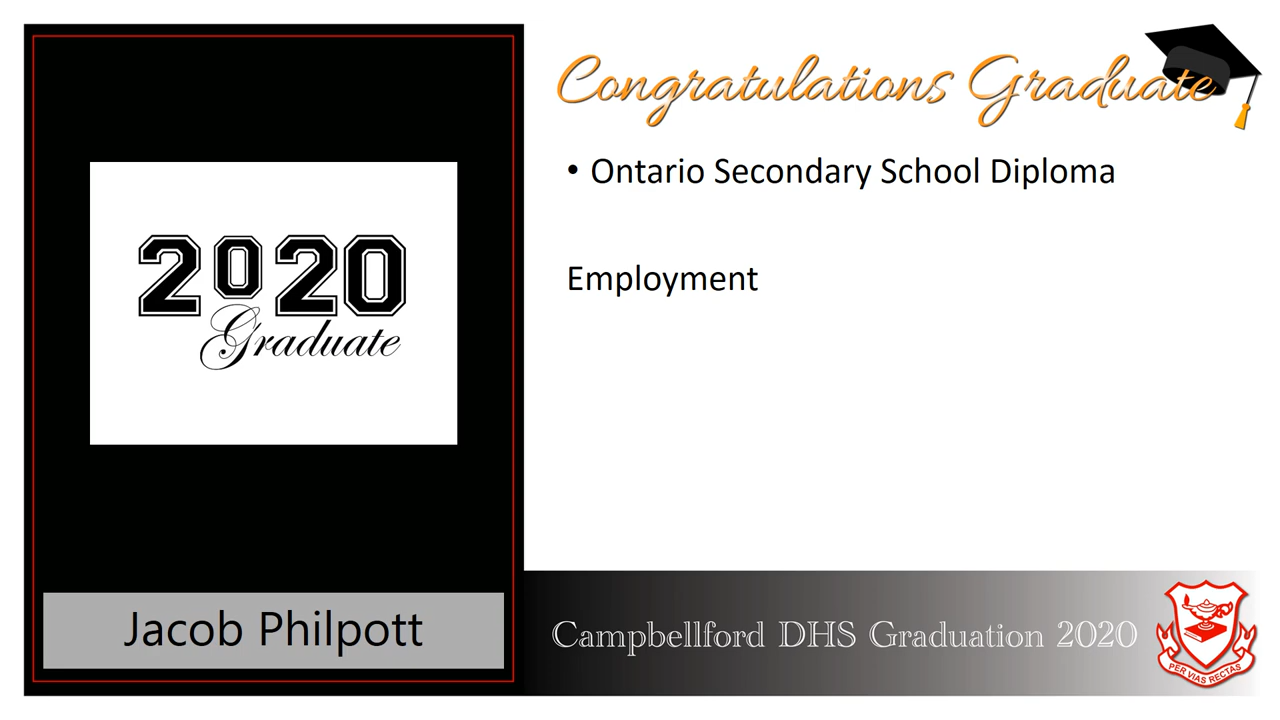 Congratulations Graduate
• Ontario Secondary School Diploma
Employment
2020
Graduate
Jacob Philpott
Campbellford DHS Graduation 2020
PER VIAS RECTAS